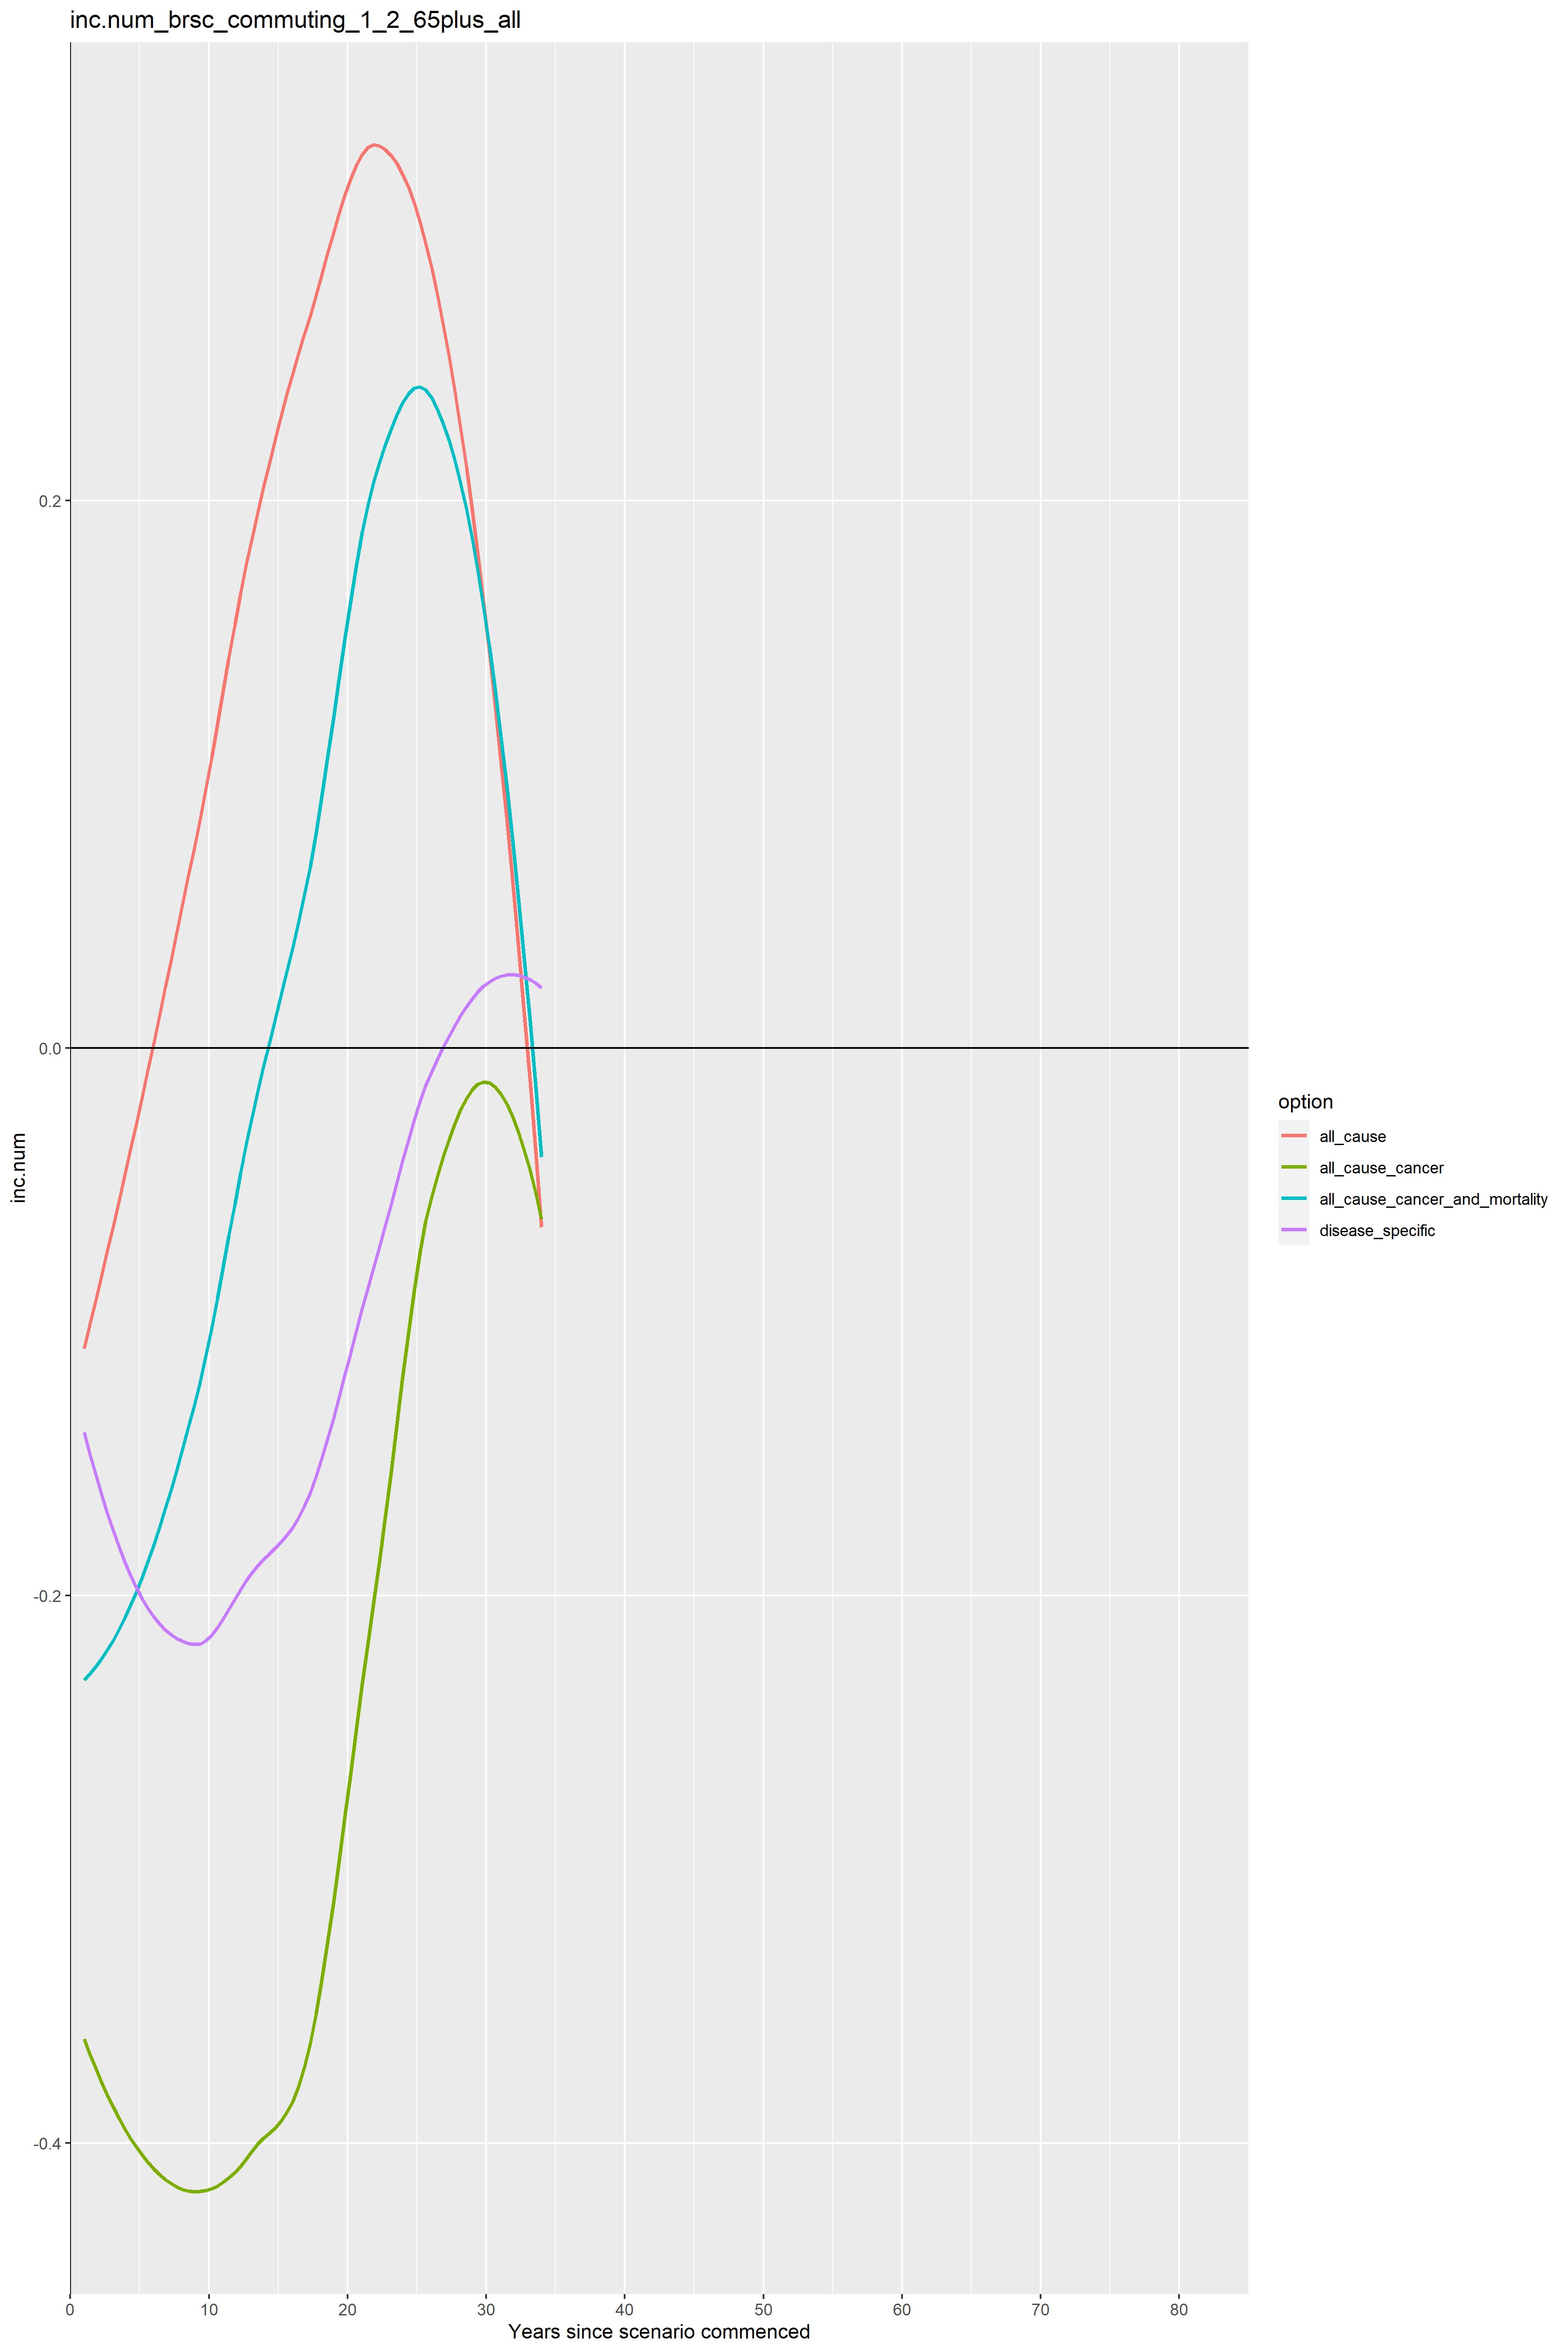 inc.num_brsc_commuting_1_2_65plus_all
0.2
0.0
-0.2
-0.4
inc.num
0 10 20 30 40 50 60 70 80
Years since scenario commenced
option
all_cause
all_cause_cancer
all_cause_cancer_and_mortality
disease_specific